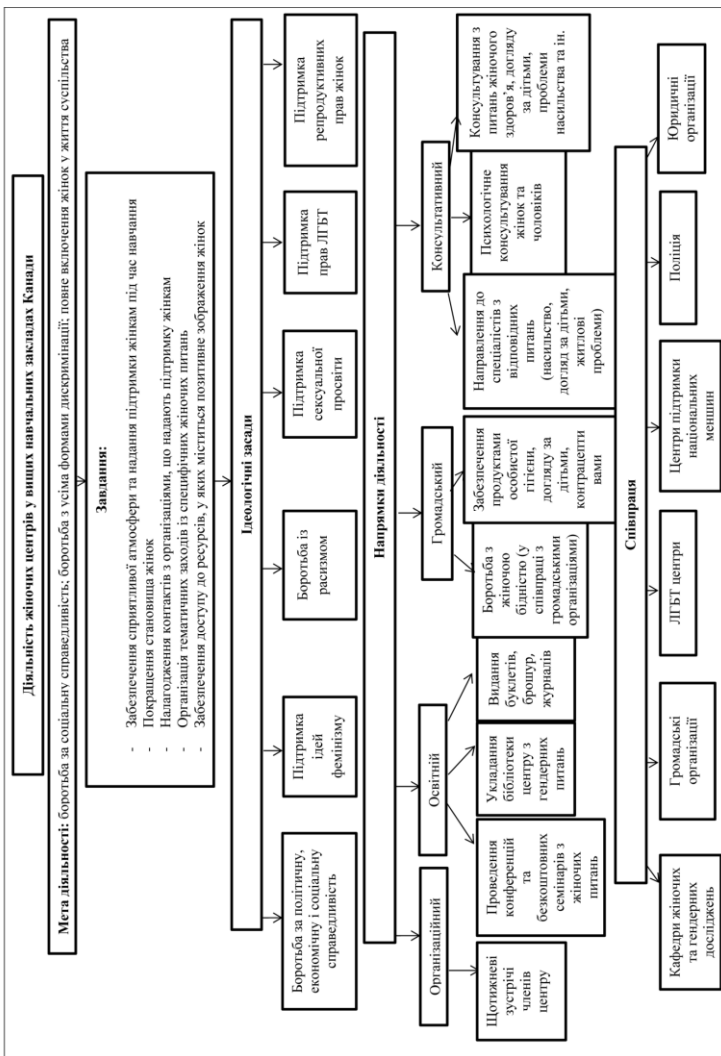 Діяльність жіночих центрів у вищих навчальних закладах Канади
Мета діяльності: боротьба за соціальну справедливість; боротьба з усіма формами дискримінації; повне включення жінок у життя суспільства
Завдання:
- Забезпечення сприятливої атмосфери та надання підтримки жінкам під час навчання
- Покращення становища жінок
- Налагодження контактів з організаціями, що надають підтримку жінкам
- Організація тематичних заходів із специфічних жіночих питань
- Забезпечення доступу до ресурсів, у яких міститься позитивне зображення жінок
Ідеологічні засади
Боротьба за політичну,
економічну і соціальну
справедливість
Підтримка
ідей
фемінізму
Боротьба із
расизмом
Підтримка
сексуальної
просвіти
Підтримка
прав ЛГБТ
Підтримка
репродуктивних
прав жінок
Напрямки діяльності
Організаційний
Освітній
Громадський
Консультативний
Щотижневі
зустрічі членів
центру
Проведення
конференцій
та
безкоштовних
семінарів з
жіночих
питань
Укладання
бібліотеки
центру з
гендерних
питань
Видання
буклетів,
брошур,
журналів
Боротьба з
жіночою
бідністю (у
співпраці з
громадськими
організаціями)
Забезпечення
продуктами
особистої
гігієни,
догляду за
дітьми,
контрацепти
вами
Направлення до
спеціалістів з
відповідних
питань
(насильство,
догляд за дітьми,
житлові
проблеми)
Психологічне
консультування
жінок та
чоловіків
Консультування з
питань жіночого
здоров’я, догляду
за дітьми,
проблеми
насильства та ін.
Співпраця
Кафедри жіночих
та гендерних
досліджень
Громадські
організації
ЛГБТ центри
Центри підтримки
національних
меншин
Поліція
Юридичні
організації